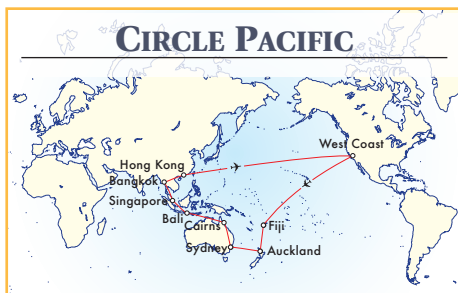 CIRCLE PACIFIC
West Coast
Hong Kong
Bangkok
Singapore
Bali
Cairns
Fiji
Sydney
Auckland